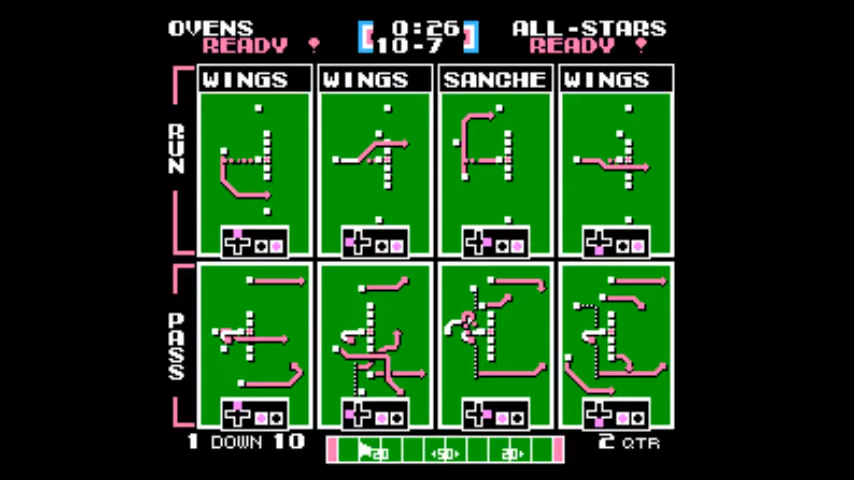 OVENS 0:26 ALL-STARS
READY 10-7 READY
WINGS WINGS SANCHE WINGS
RUN
PASS
1 DOWN 10 2 QTR
20 50 20